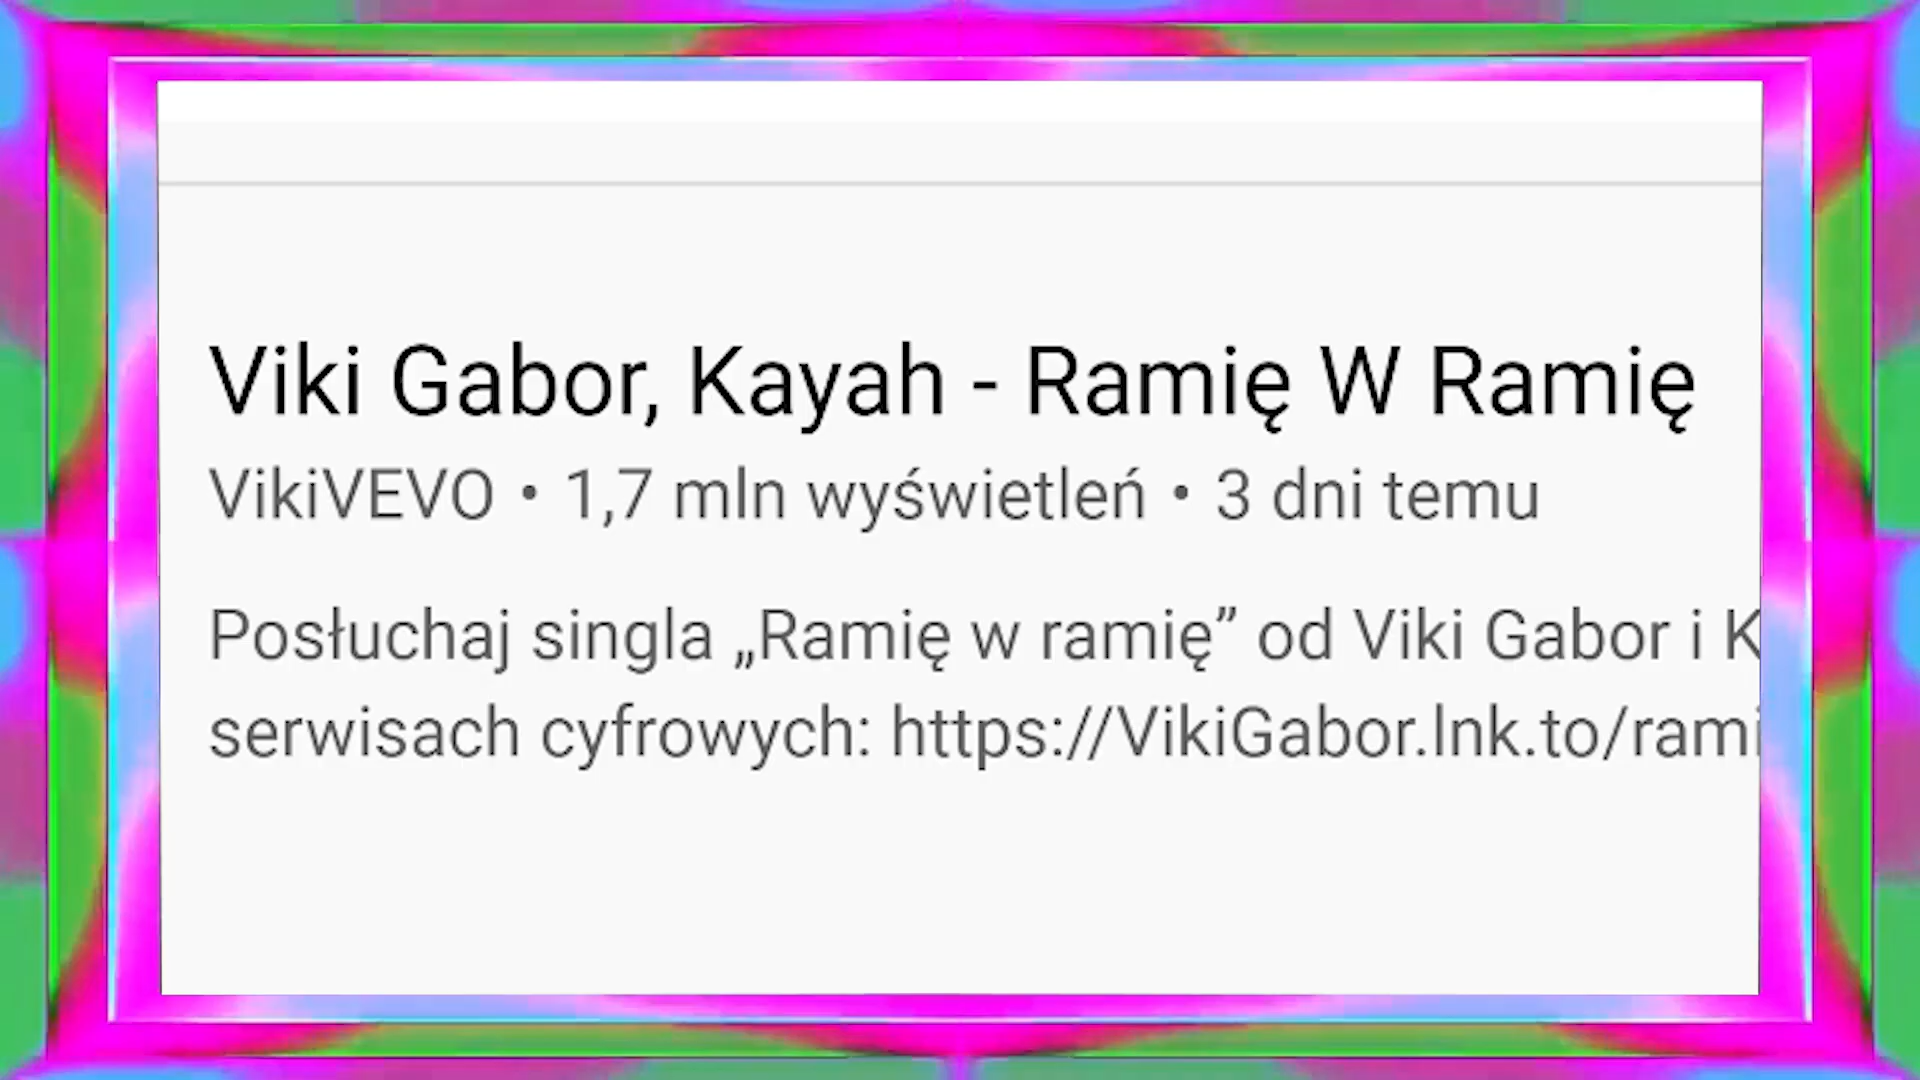 Viki Gabor, Kayah - Ramię W Ramię
VikiVEVO • 1,7 mln wyświetleń • 3 dni temu
Posłuchaj singla „Ramię w ramię” od Viki Gabor i K
serwisach cyfrowych: https://VikiGabor.lnk.to/rami